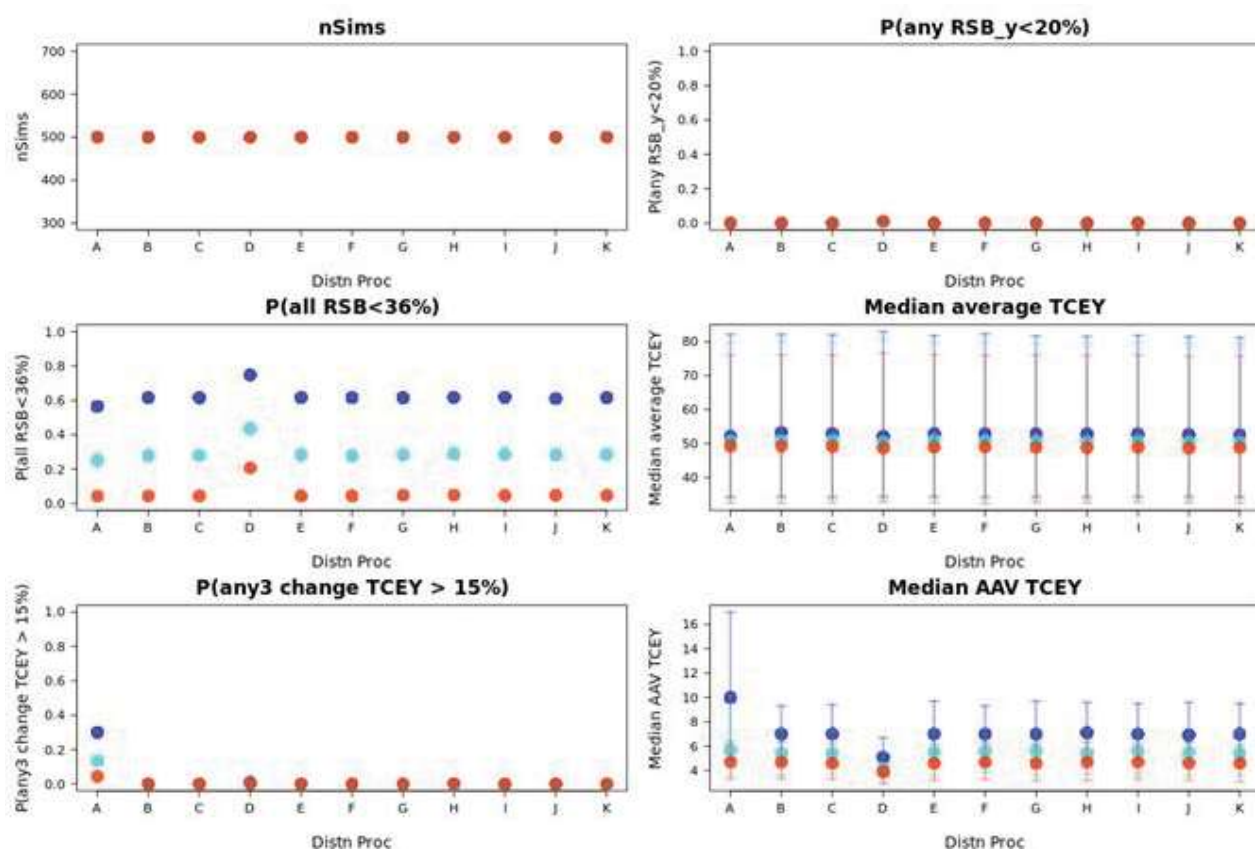 nSims
nSims
700
600
500
400
300
A B C D E F G H I J K
Distn Proc
P(any RSB_y<20%)
P(any RSB_y<20%)
1.0
0.8
0.6
0.4
0.2
0.0
A B C D E F G H I J K
Distn Proc
P(all RSB<36%)
P(all RSB<36%)
1.0
0.8
0.6
0.4
0.2
0.0
A B C D E F G H I J K
Distn Proc
Median average TCEY
Median average TCEY
80
70
60
50
40
A B C D E F G H I J K
Distn Proc
P(any3 change TCEY > 15%)
P(any3 change TCEY > 15%)
1.0
0.8
0.6
0.4
0.2
0.0
A B C D E F G H I J K
Distn Proc
Median AAV TCEY
Median AAV TCEY
16
14
12
10
8
6
4
A B C D E F G H I J K
Distn Proc